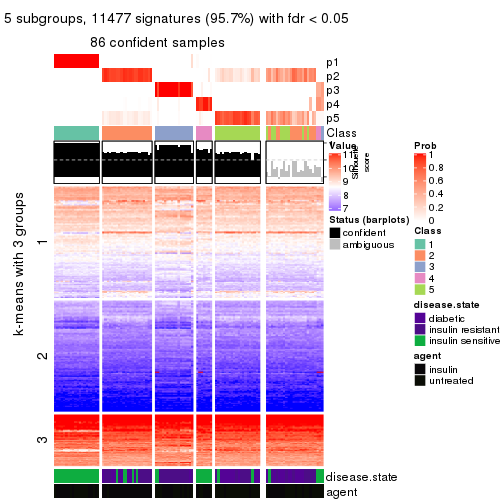 5 subgroups, 11477 signatures (95.7%) with fdr < 0.05
86 confident samples
p1
p2
p3
p4
p5
Class
Silhouette
score
k-means with 3 groups
1
2
3
disease.state
agent
Value
11
10
9
8
7
Status (barplots)
confident
ambiguous
Prob
1
0.8
0.6
0.4
0.2
0
Class
1
2
3
4
5
disease.state
diabetic
insulin resistant
insulin sensitive
agent
insulin
untreated